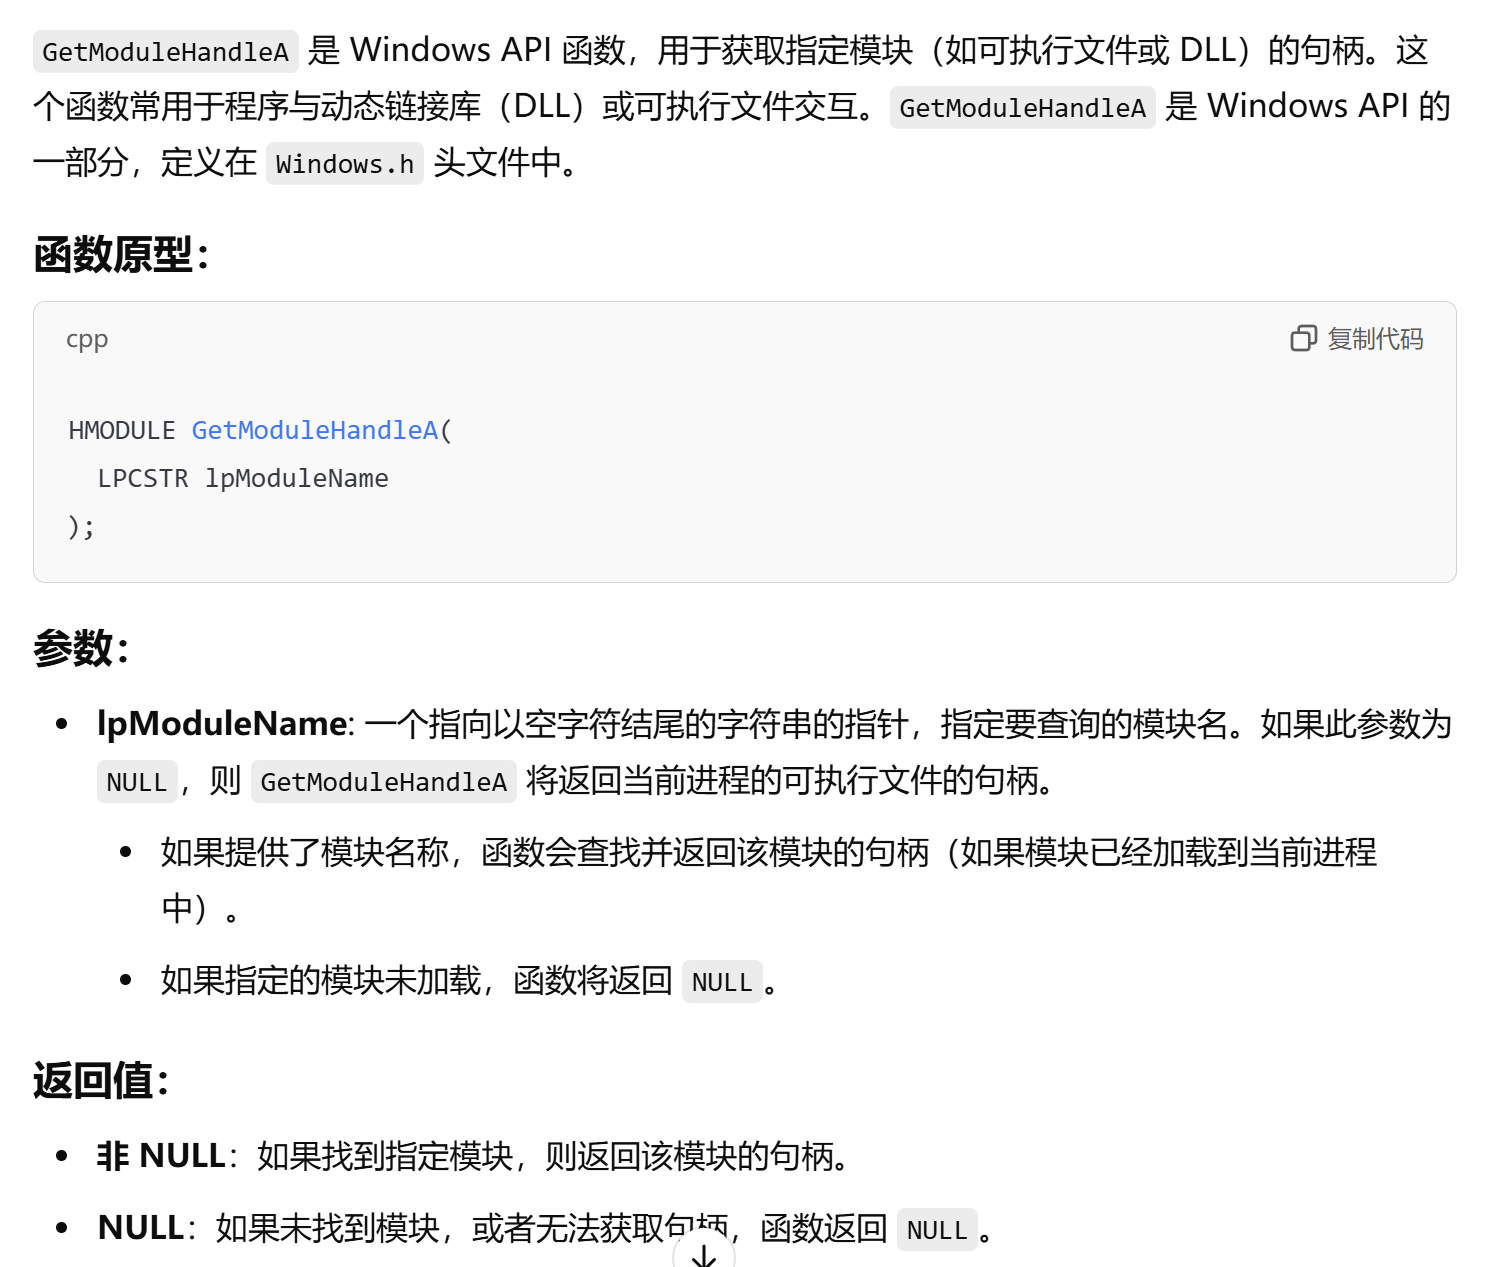 GetModuleHandleA 是 Windows API 函数，用于获取指定模块（如可执行文件或 DLL）的句柄。这
个函数常用于程序与动态链接库（DLL）或可执行文件交互。GetModuleHandleA 是 Windows API 的
一部分，定义在 Windows.h 头文件中。
函数原型：
cpp 复制代码
HMODULE GetModuleHandleA(
  LPCSTR lpModuleName
);
参数：
• lpModuleName: 一个指向以空字符结尾的字符串的指针，指定要查询的模块名。如果此参数为
NULL，则 GetModuleHandleA 将返回当前进程的可执行文件的句柄。
• 如果提供了模块名称，函数会查找并返回该模块的句柄（如果模块已经加载到当前进程
中）。
• 如果指定的模块未加载，函数将返回 NULL。
返回值：
• 非 NULL：如果找到指定模块，则返回该模块的句柄。
• NULL：如果未找到模块，或者无法获取句柄，函数返回 NULL。